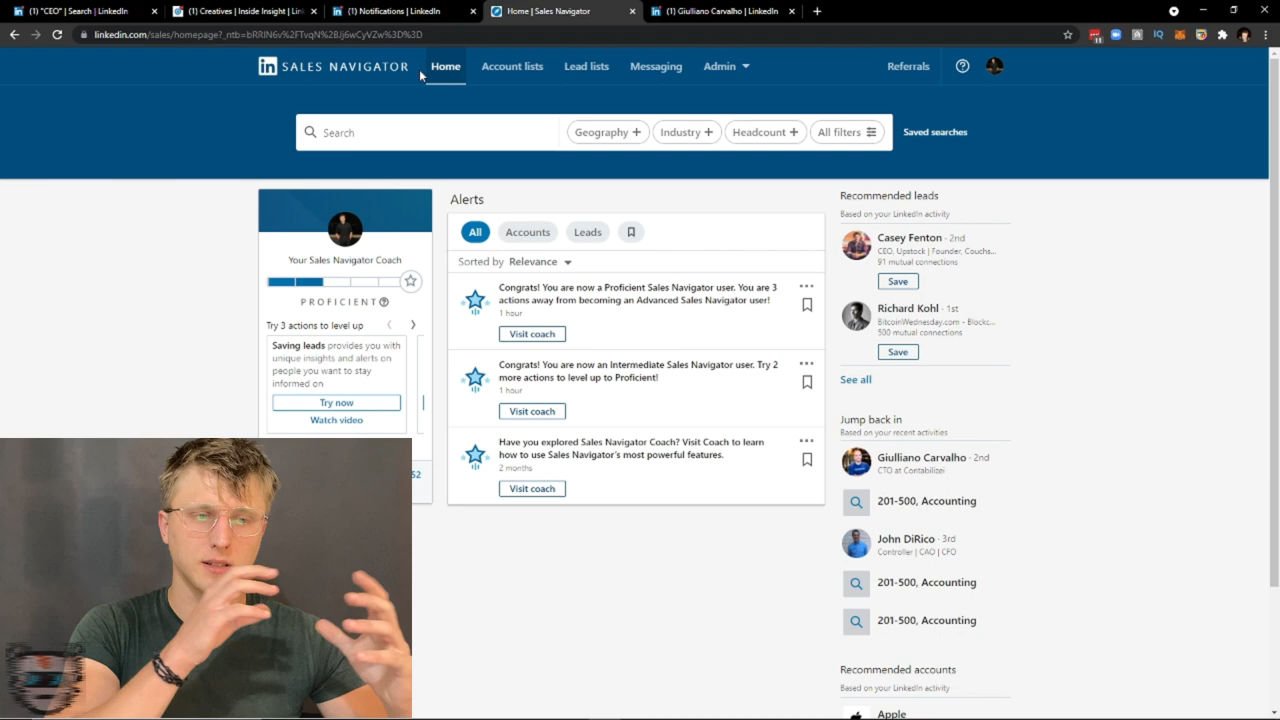 "CEO" | Search | LinkedIn
Creatives | Inside Insight | Lin
(1) Notifications | LinkedIn
Home | Sales Navigator
(1) Giulliano Carvalho | LinkedIn
linkedin.com/sales/homepage?_ntb=bRRIN6v%2FTvqN%2BJj6wCyVZw%3D%3D
11
in SALES NAVIGATOR
Home
Account lists
Lead lists
Messaging
Admin
Referrals
Search
Geography +
Industry +
Headcount +
All filters
Saved searches
Your Sales Navigator Coach
PROFICIENT
Try 3 actions to level up
Saving leads provides you with
unique insights and alerts on
people you want to stay
informed on
Try now
Watch video
52
Alerts
All
Accounts
Leads
Sorted by Relevance
Congrats! You are now a Proficient Sales Navigator user. You are 3
actions away from becoming an Advanced Sales Navigator user!
1 hour
Visit coach
Congrats! You are now an Intermediate Sales Navigator user. Try 2
more actions to level up to Proficient!
1 hour
Visit coach
Have you explored Sales Navigator Coach? Visit Coach to learn
how to use Sales Navigator's most powerful features.
2 months
Visit coach
Recommended leads
Based on your LinkedIn activity
Casey Fenton · 2nd
CEO, Upstock | Founder, Couchs...
91 mutual connections
Save
Richard Kohl · 1st
BitcoinWednesday.com - Blockc...
500 mutual connections
Save
See all
Jump back in
Based on your recent activities
Giulliano Carvalho · 2nd
CTO at Contabilizei
201-500, Accounting
John DiRico · 3rd
Controller | CAO | CFO
201-500, Accounting
201-500, Accounting
Recommended accounts
Based on your LinkedIn activity
Apple